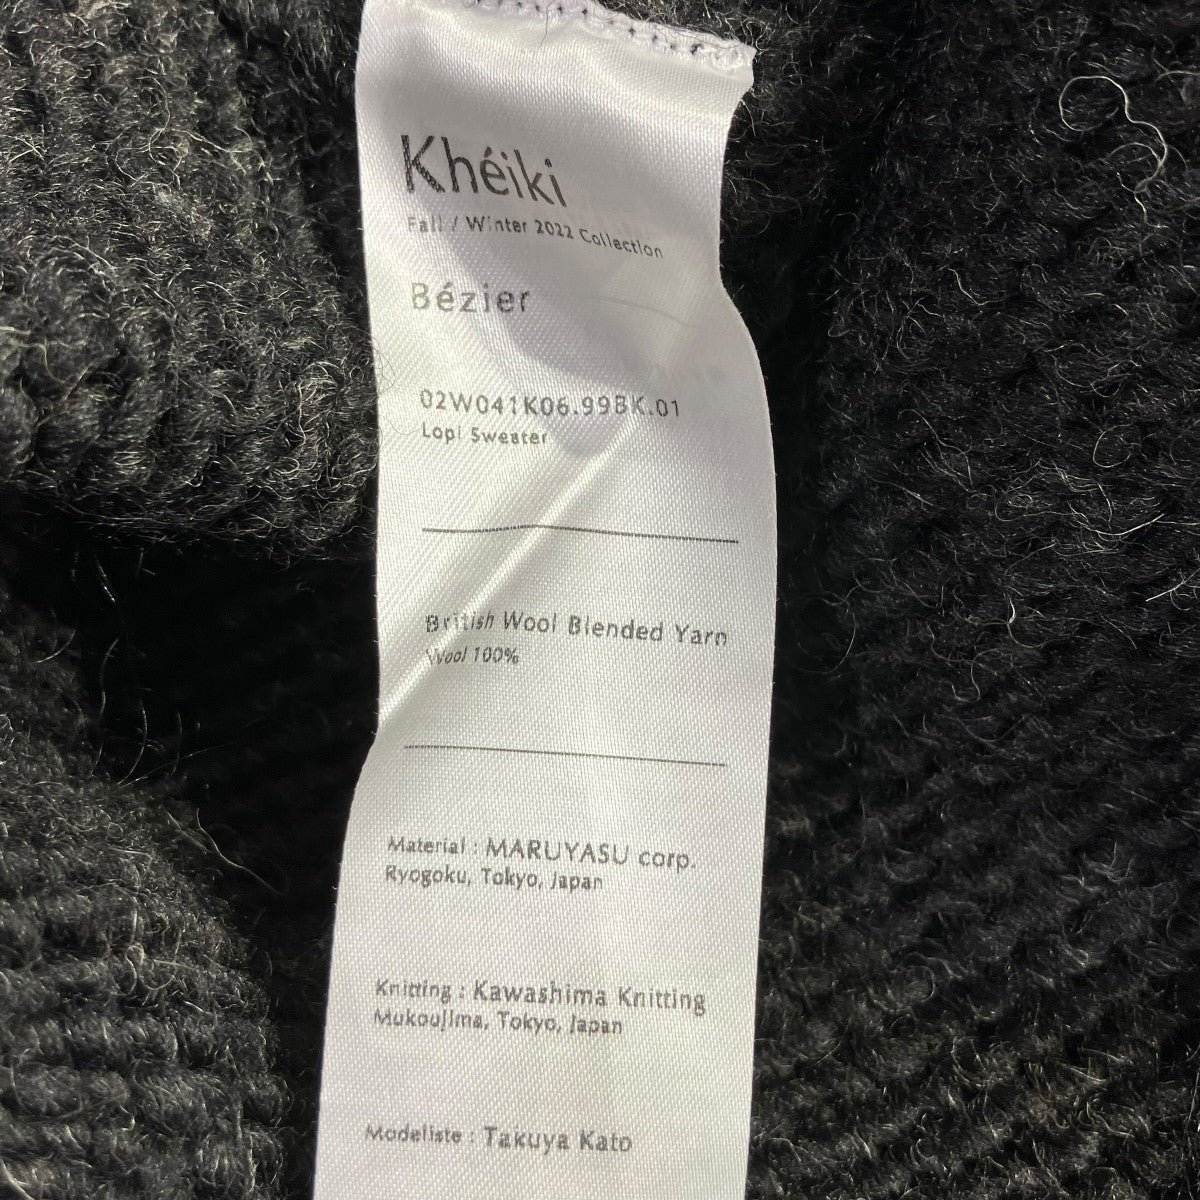 Khéiki
Fall / Winter 2022 Collection
Bézier
02W041K06.99BK.01
Lopi Sweater
British Wool Blended Yarn
Wool 100%
Material : MARUYASU corp.
Ryogoku, Tokyo, Japan
Knitting : Kawashima Knitting
Mukoujima, Tokyo, Japan
Modeliste : Takuya Kato